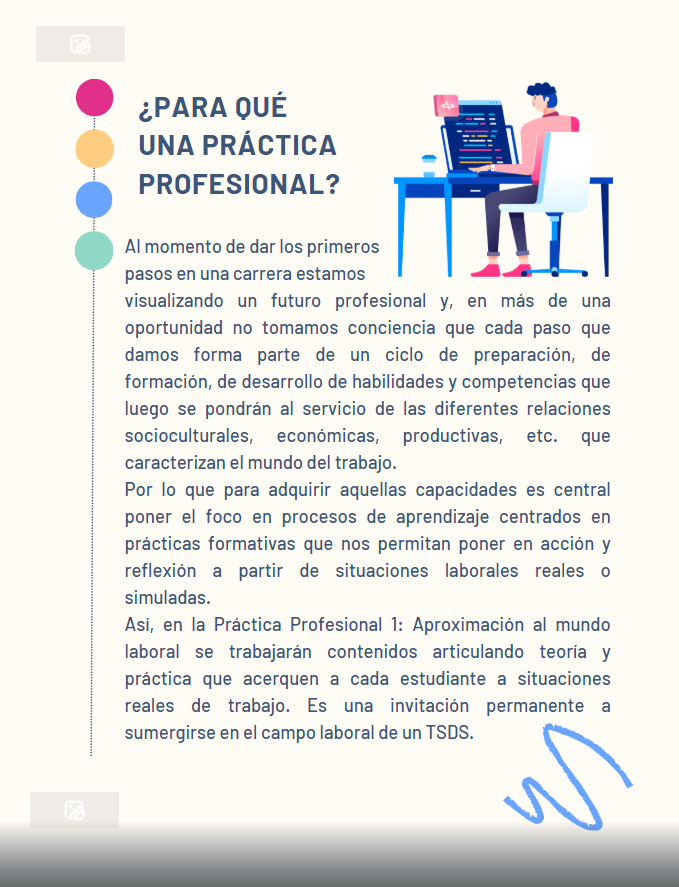 ¿PARA QUÉ
UNA PRÁCTICA
PROFESIONAL?
</>
Al momento de dar los primeros
pasos en una carrera estamos
visualizando un futuro profesional y, en más de una
oportunidad no tomamos conciencia que cada paso que
damos forma parte de un ciclo de preparación, de
formación, de desarrollo de habilidades y competencias que
luego se pondrán al servicio de las diferentes relaciones
socioculturales, económicas, productivas, etc. que
caracterizan el mundo del trabajo.
Por lo que para adquirir aquellas capacidades es central
poner el foco en procesos de aprendizaje centrados en
prácticas formativas que nos permitan poner en acción y
reflexión a partir de situaciones laborales reales o
simuladas.
Así, en la Práctica Profesional 1: Aproximación al mundo
laboral se trabajarán contenidos articulando teoría y
práctica que acerquen a cada estudiante a situaciones
reales de trabajo. Es una invitación permanente a
sumergirse en el campo laboral de un TSDS.